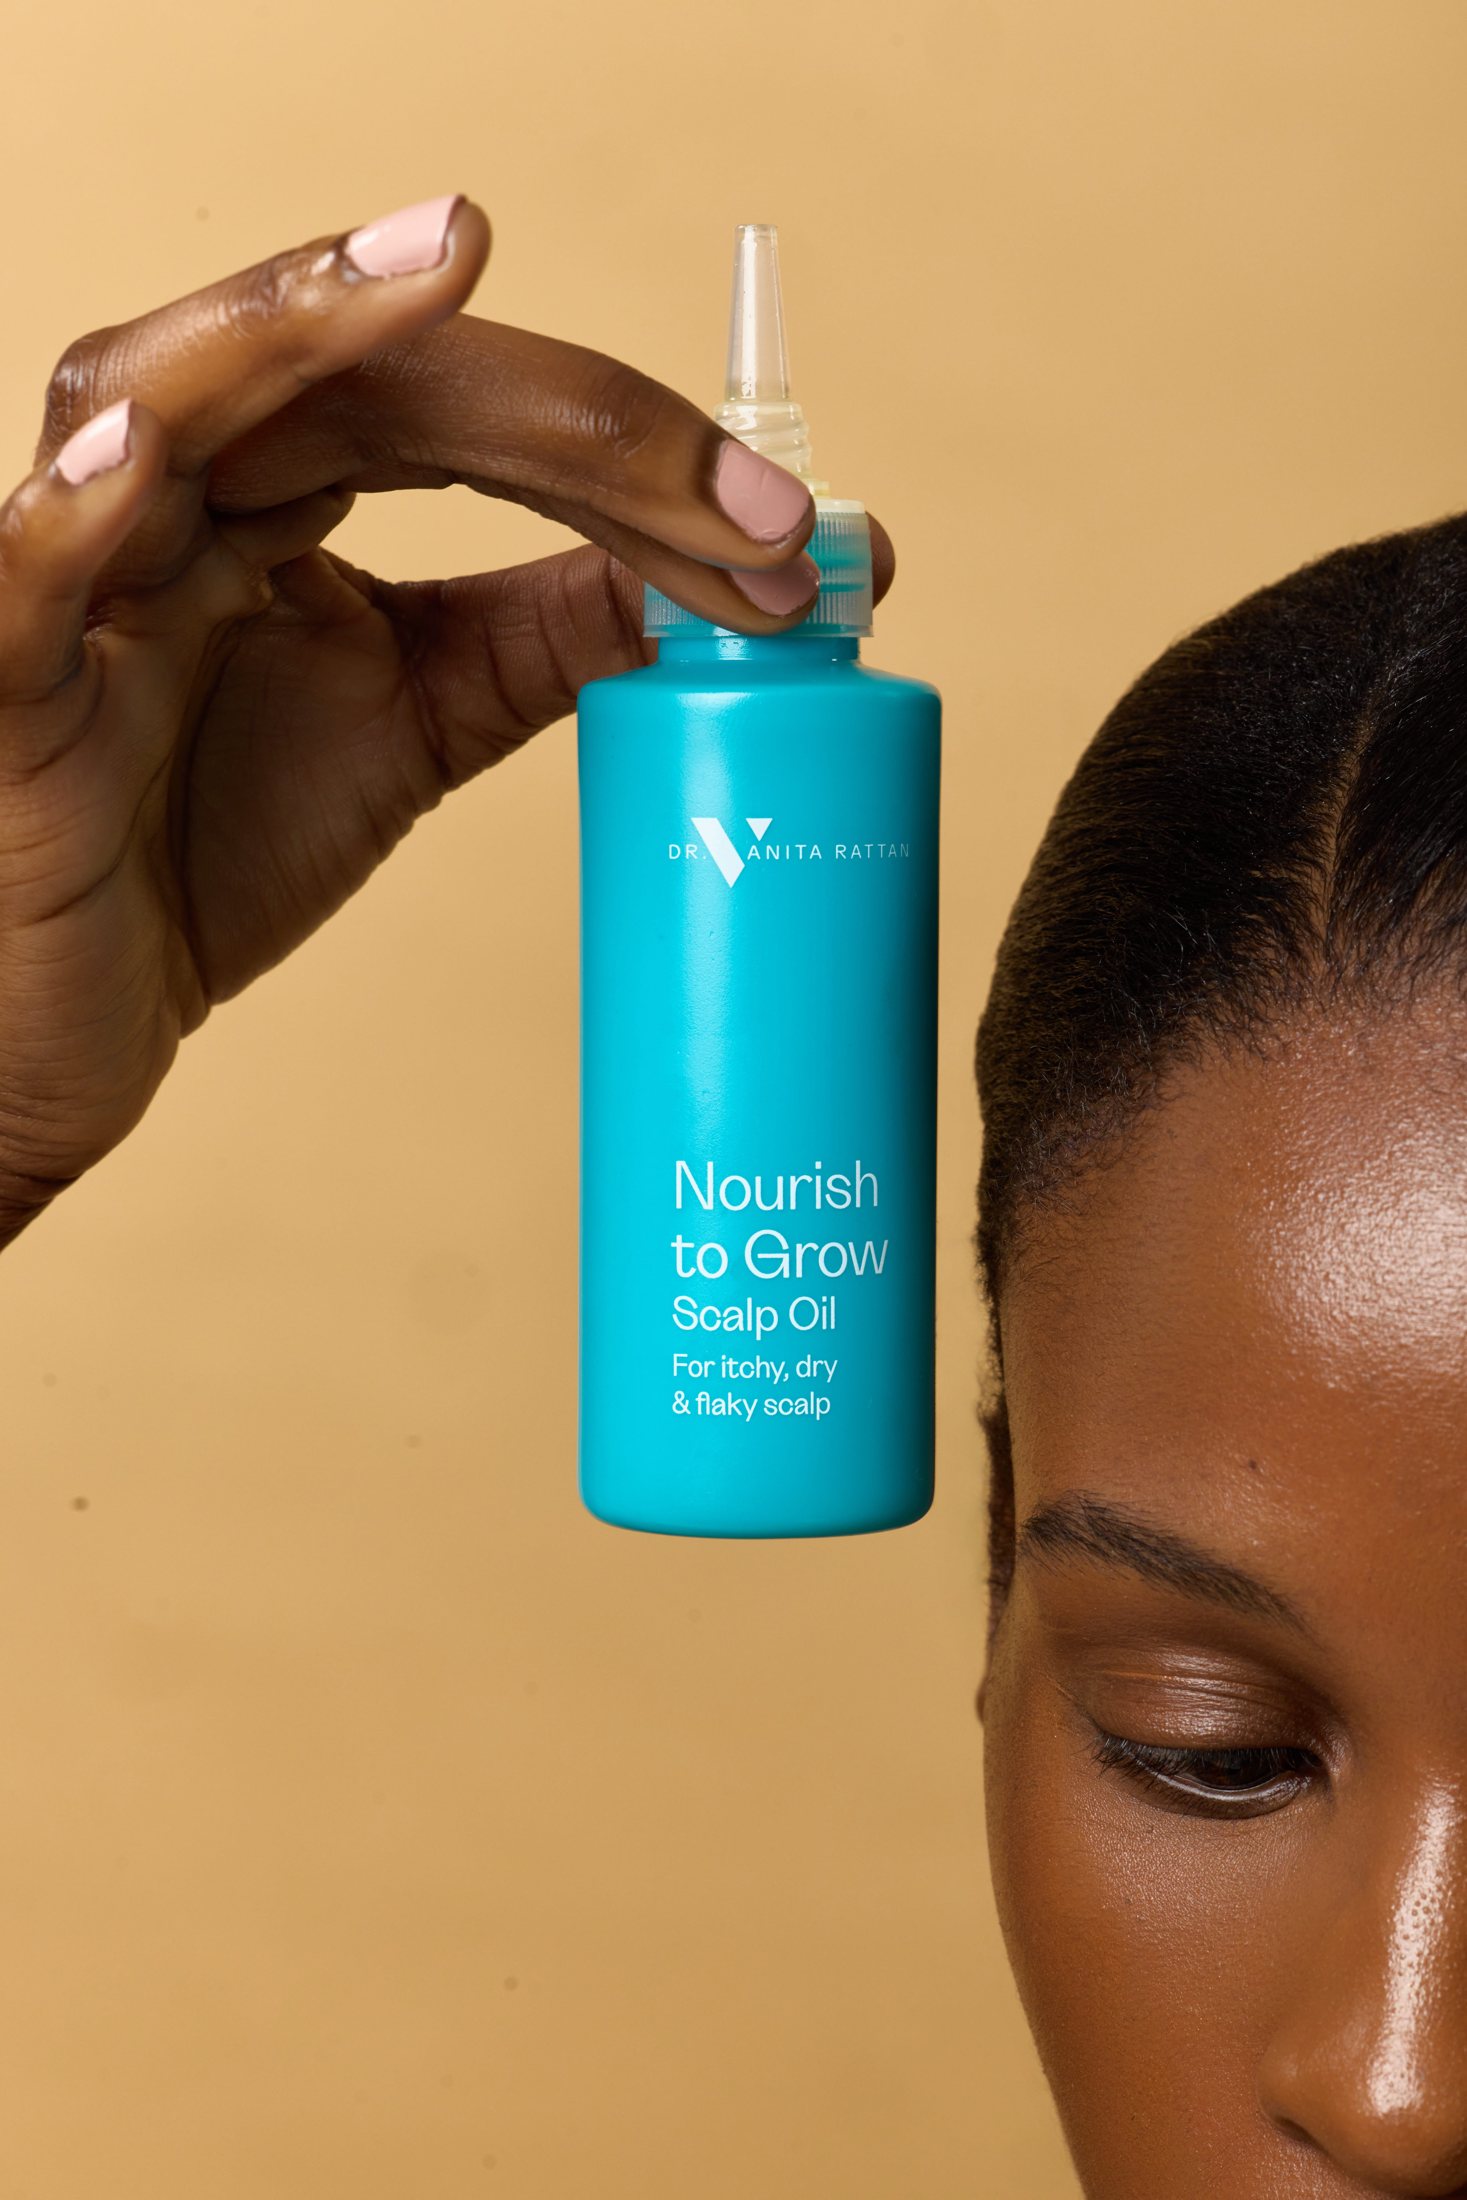 DR. VANITA RATTAN
Nourish
to Grow
Scalp Oil
For itchy, dry
& flaky scalp